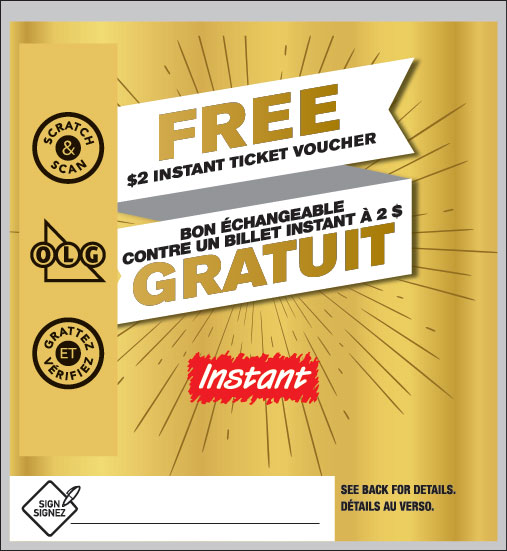 SCRATCH
&
SCAN
FREE
$2 INSTANT TICKET VOUCHER
BON ÉCHANGEABLE
CONTRE UN BILLET INSTANT À 2 $
GRATUIT
OLG
GRATTEZ
ET
VÉRIFIEZ
Instant
SIGN
SIGNEZ
SEE BACK FOR DETAILS.
DÉTAILS AU VERSO.